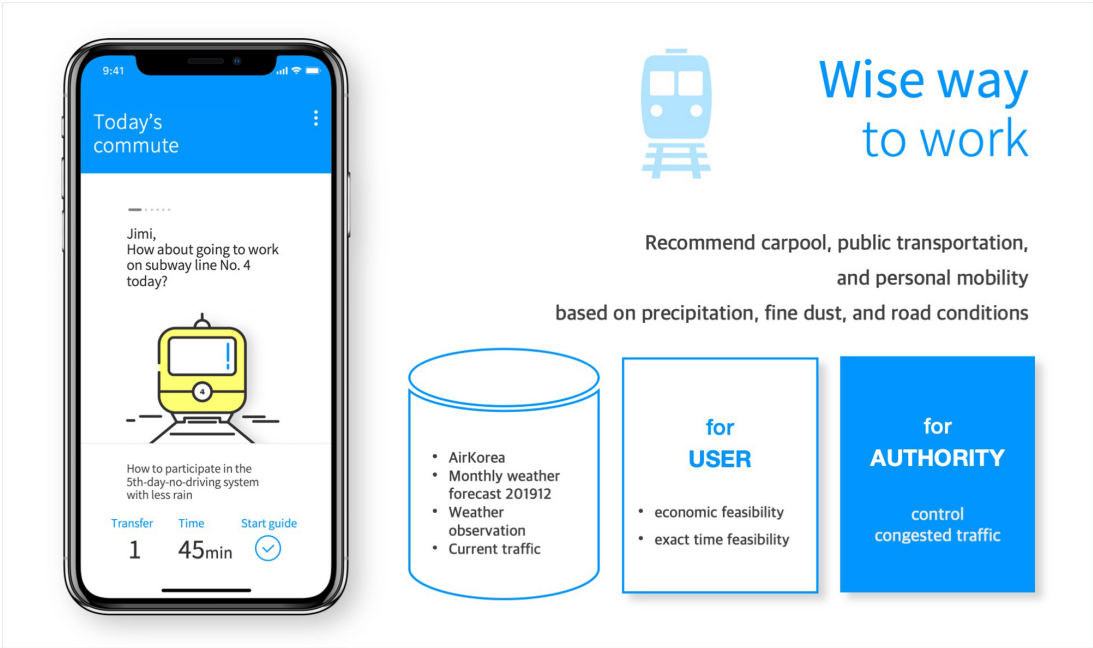 9:41
Today's
commute
Jimi,
How about going to work
on subway line No. 4
today?
4
How to participate in the
5th-day-no-driving system
with less rain
Transfer Time Start guide
1 45min
Wise way
to work
Recommend carpool, public transportation,
and personal mobility
based on precipitation, fine dust, and road conditions
• AirKorea
• Monthly weather
forecast 201912
• Weather
observation
• Current traffic
for
USER
• economic feasibility
• exact time feasibility
for
AUTHORITY
control
congested traffic